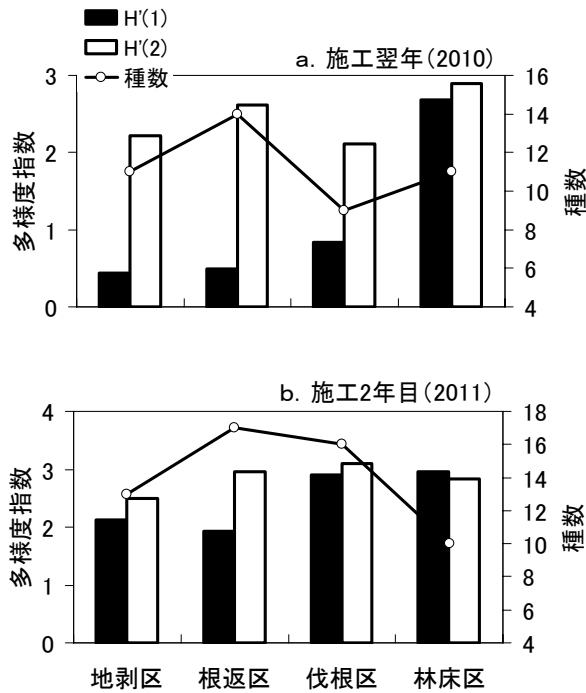 H'(1)
H'(2)
種数
a. 施工翌年(2010)
3
2
1
0
多様度指数
16
14
12
10
8
6
4
種数
b. 施工2年目(2011)
4
3
2
1
0
多様度指数
18
16
14
12
10
8
6
4
種数
地剥区 根返区 伐根区 林床区